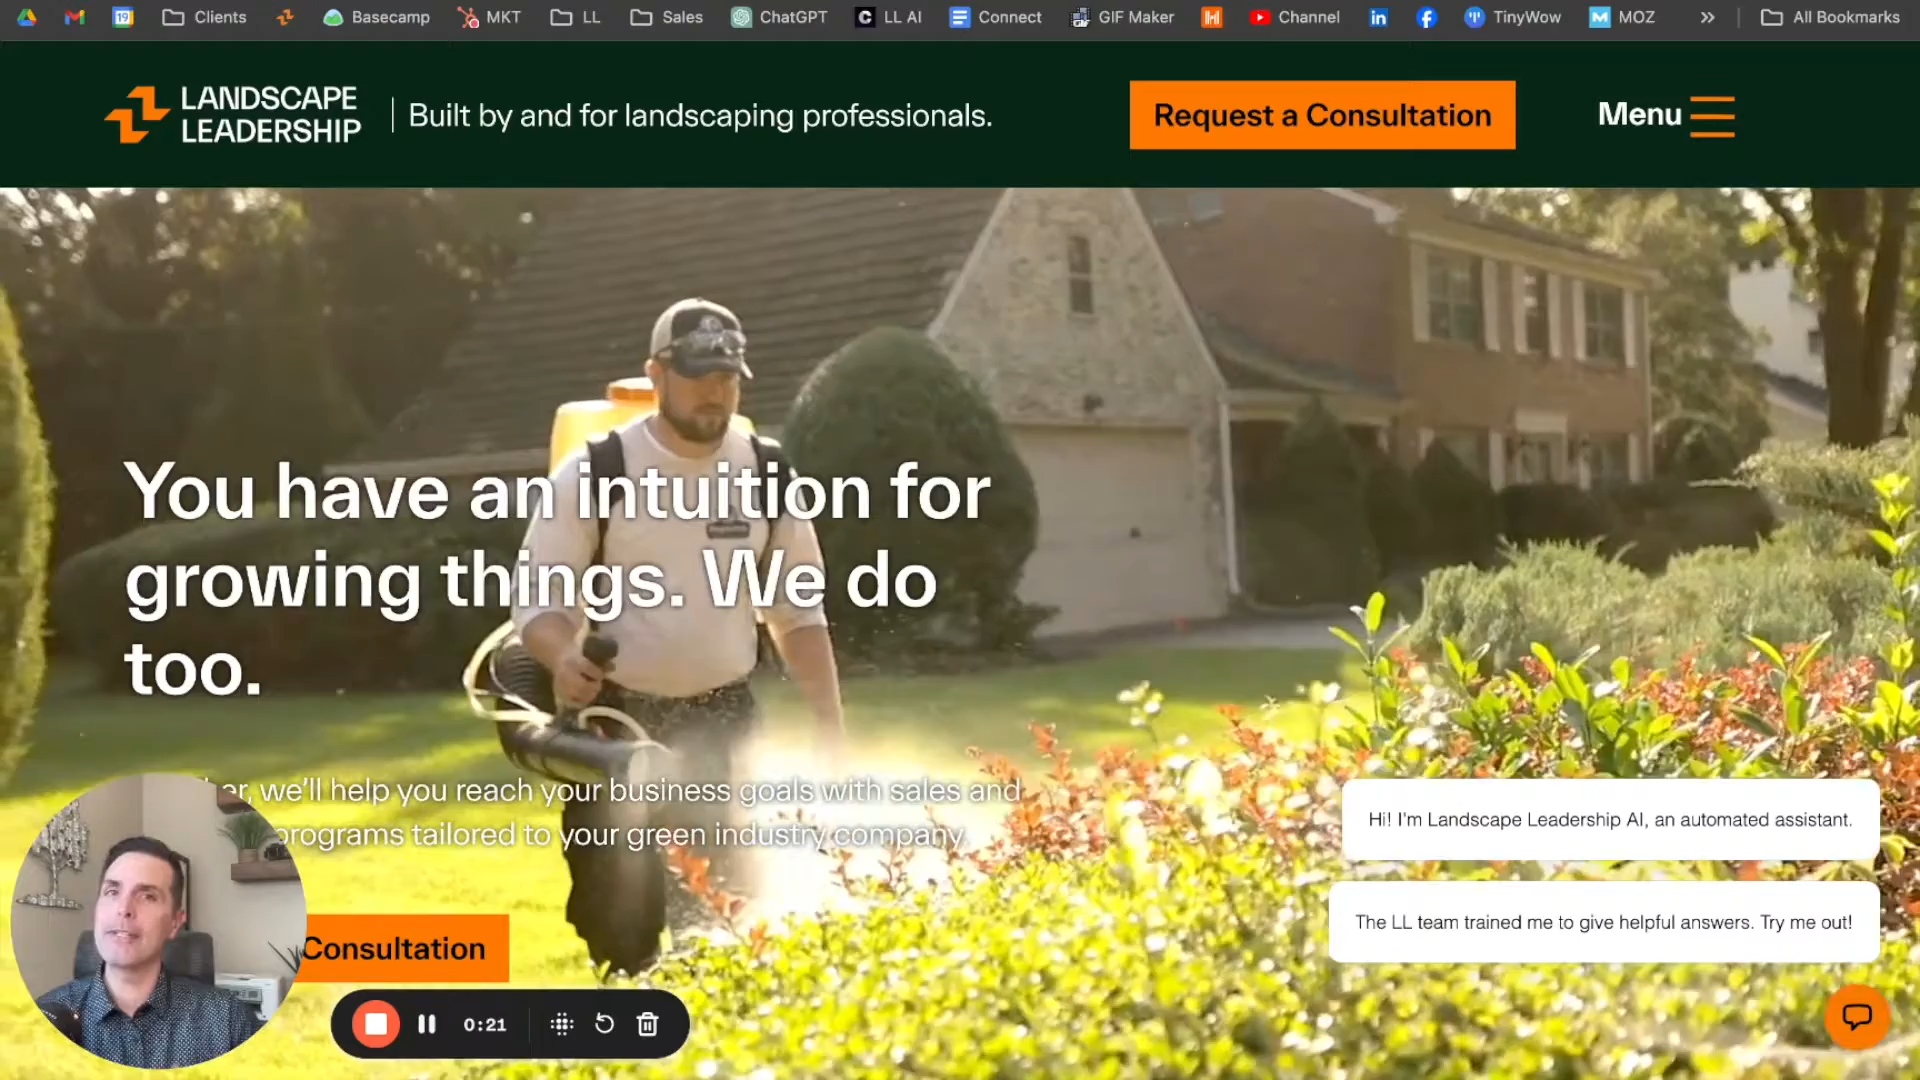 Clients
Basecamp
MKT
LL
Sales
ChatGPT
LL AI
Connect
GIF Maker
Channel
TinyWow
MOZ
All Bookmarks
LANDSCAPE
LEADERSHIP
Built by and for landscaping professionals.
Request a Consultation
Menu
You have an intuition for
growing things. We do
too.
we'll help you reach your business goals with sales and
programs tailored to your green industry company.
Consultation
Hi! I'm Landscape Leadership AI, an automated assistant.
The LL team trained me to give helpful answers. Try me out!
0:21